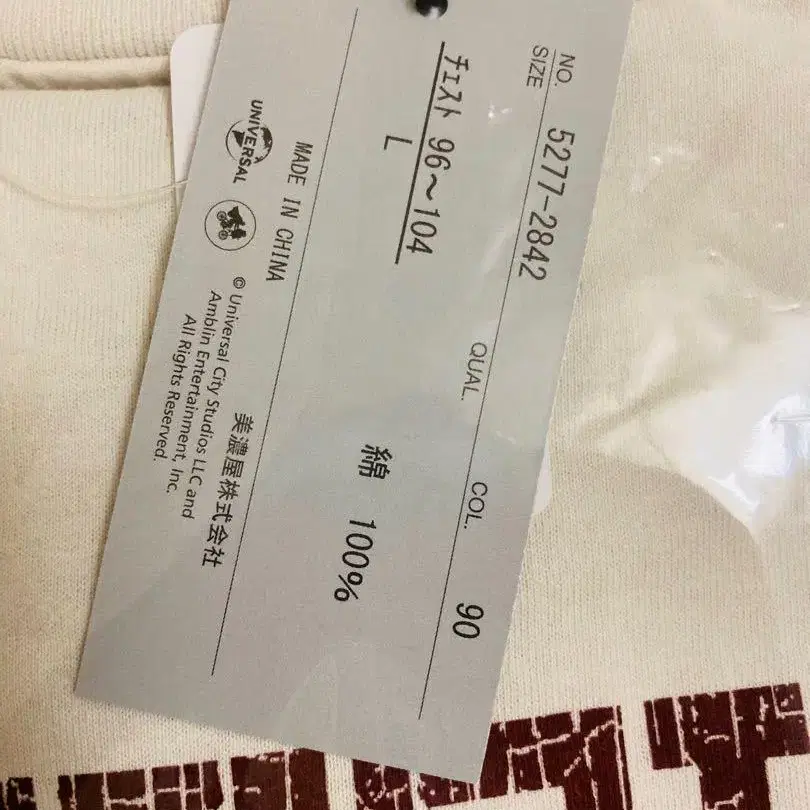 NO. 5277-2842 COL. 90
SIZE QUAL.
ﾁｪｽﾄ 96～104 綿 100%
L
MADE IN CHINA
美濃屋株式会社
UNIVERSAL
© Universal City Studios LLC and
Amblin Entertainment, Inc.
All Rights Reserved.